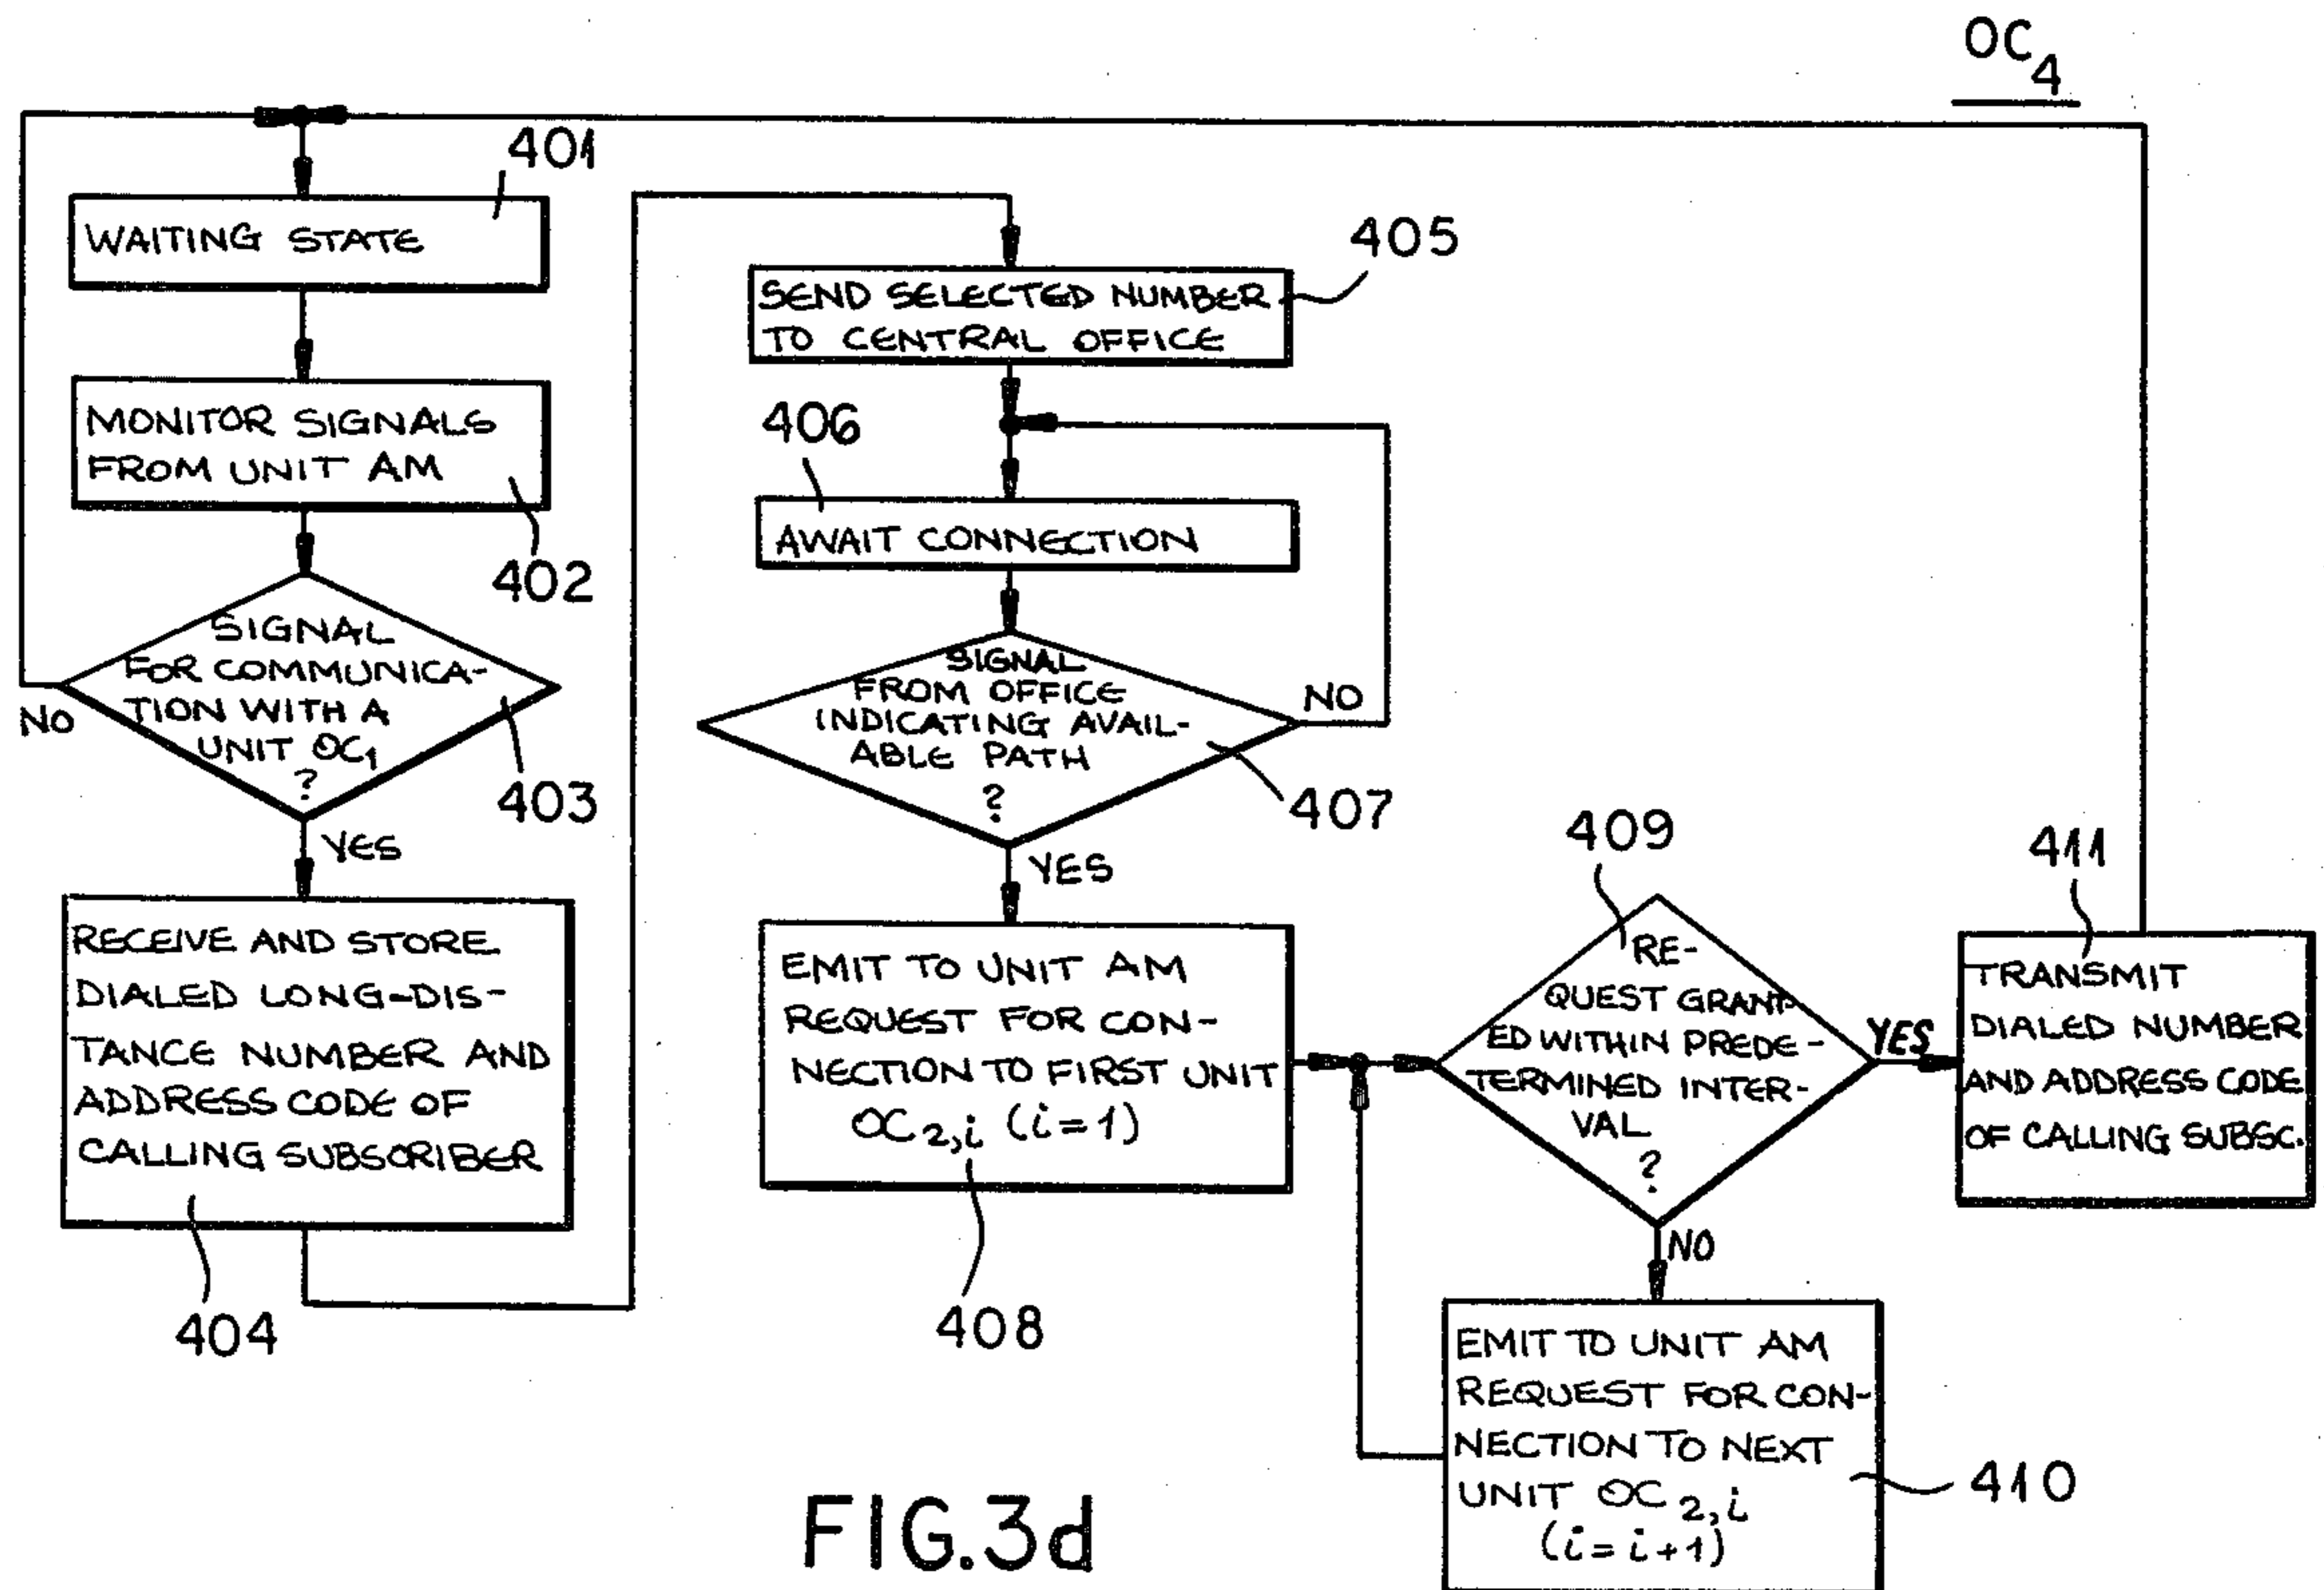 OC4
401
WAITING STATE
MONITOR SIGNALS
FROM UNIT AM
402
SIGNAL
FOR COMMUNICA-
TION WITH A
UNIT OC1
?
NO
403
YES
RECEIVE AND STORE
DIALED LONG-DIS-
TANCE NUMBER AND
ADDRESS CODE OF
CALLING SUBSCRIBER
404
405
SEND SELECTED NUMBER
TO CENTRAL OFFICE
406
AWAIT CONNECTION
SIGNAL
FROM OFFICE
INDICATING AVAIL-
ABLE PATH
?
NO
407
YES
EMIT TO UNIT AM
REQUEST FOR CON-
NECTION TO FIRST UNIT
OC2,i (i=1)
408
409
RE-
QUEST GRANT-
ED WITHIN PREDE-
TERMINED INTER-
VAL
?
YES
NO
411
TRANSMIT
DIALED NUMBER
AND ADDRESS CODE
OF CALLING SUBSC.
EMIT TO UNIT AM
REQUEST FOR CON-
NECTION TO NEXT
UNIT OC2,i
(i=i+1)
410
FIG.3d